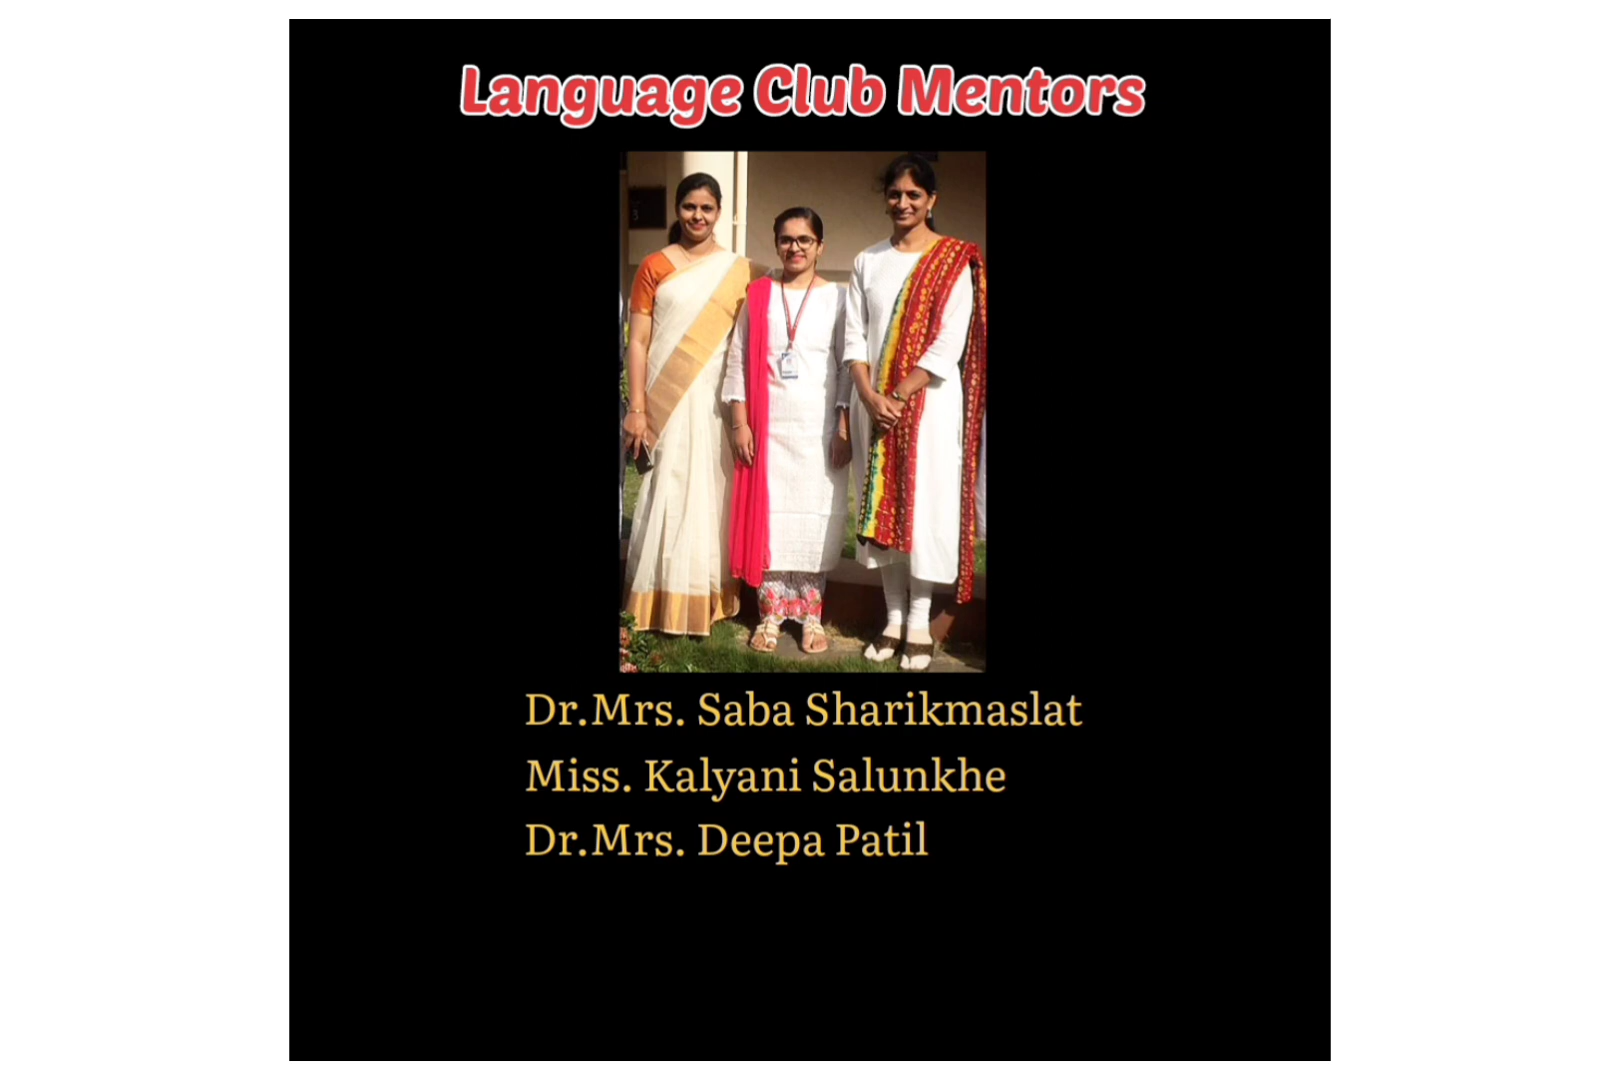 Language Club Mentors
Dr.Mrs. Saba Sharikmaslat
Miss. Kalyani Salunkhe
Dr.Mrs. Deepa Patil